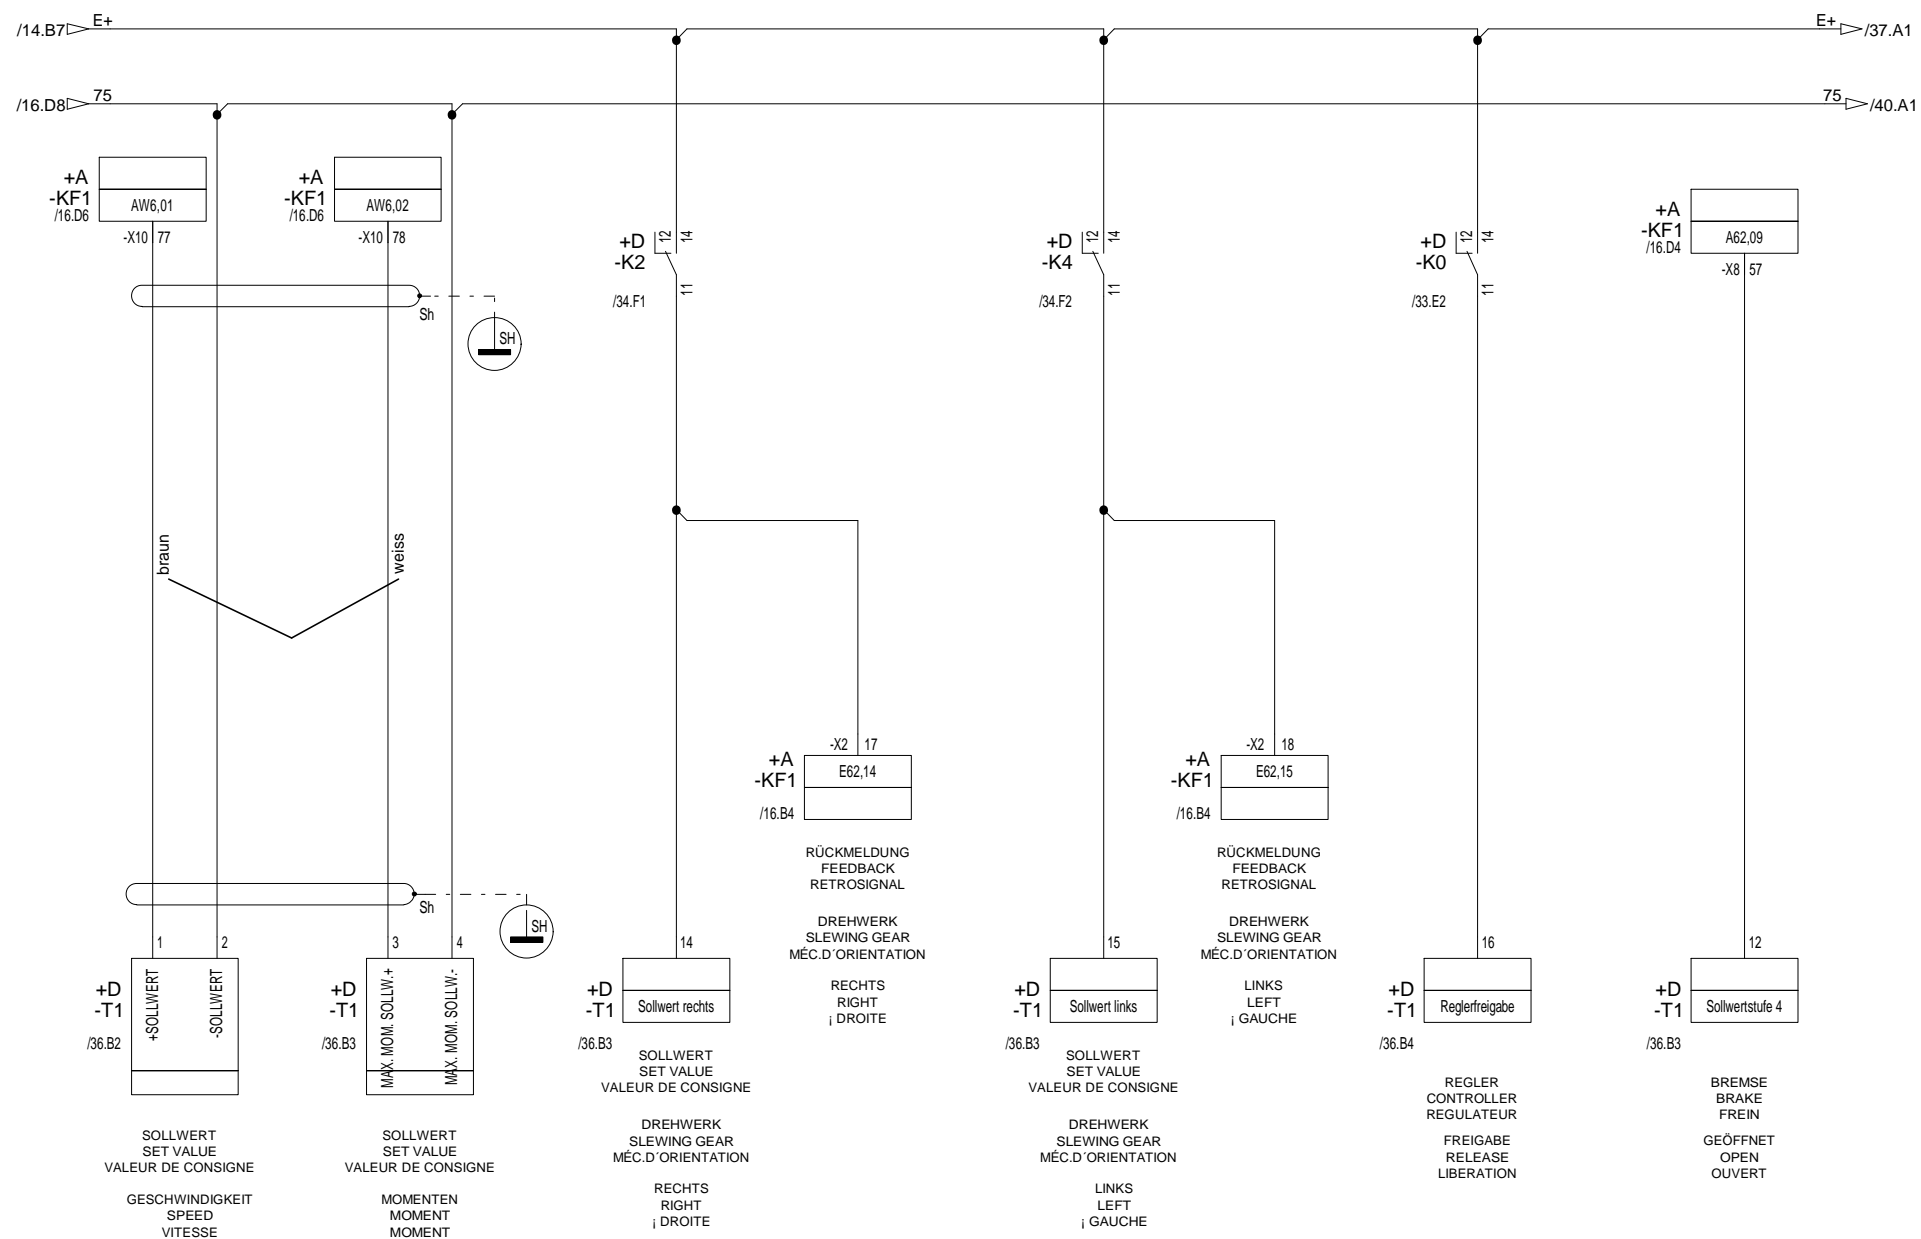 /14.B7 E+ E+ /37.A1
/16.D8 75 75 /40.A1
+A
-KF1
/16.D6
AW6,01
-X10 77
+A
-KF1
/16.D6
AW6,02
-X10 78
+D
-K2
/34.F1
12 14
11
+D
-K4
/34.F2
12 14
11
+D
-K0
/33.E2
12 14
11
+A
-KF1
/16.D4
A62,09
-X8 57
Sh
SH
braun
weiss
-X2 17
+A
-KF1
/16.B4
E62,14
RÜCKMELDUNG
FEEDBACK
RETROSIGNAL
DREHWERK
SLEWING GEAR
MÉC.D´ORIENTATION
RECHTS
RIGHT
¡ DROITE
-X2 18
+A
-KF1
/16.B4
E62,15
RÜCKMELDUNG
FEEDBACK
RETROSIGNAL
DREHWERK
SLEWING GEAR
MÉC.D´ORIENTATION
LINKS
LEFT
¡ GAUCHE
Sh
SH
1 2
+D
-T1
/36.B2
+SOLLWERT
-SOLLWERT
SOLLWERT
SET VALUE
VALEUR DE CONSIGNE
GESCHWINDIGKEIT
SPEED
VITESSE
3 4
+D
-T1
/36.B3
MAX. MOM. SOLLW.+
MAX. MOM. SOLLW.-
SOLLWERT
SET VALUE
VALEUR DE CONSIGNE
MOMENTEN
MOMENT
MOMENT
14
+D
-T1
/36.B3
Sollwert rechts
SOLLWERT
SET VALUE
VALEUR DE CONSIGNE
DREHWERK
SLEWING GEAR
MÉC.D´ORIENTATION
RECHTS
RIGHT
¡ DROITE
15
+D
-T1
/36.B3
Sollwert links
SOLLWERT
SET VALUE
VALEUR DE CONSIGNE
DREHWERK
SLEWING GEAR
MÉC.D´ORIENTATION
LINKS
LEFT
¡ GAUCHE
16
+D
-T1
/36.B4
Reglerfreigabe
REGLER
CONTROLLER
REGULATEUR
FREIGABE
RELEASE
LIBERATION
12
+D
-T1
/36.B3
Sollwertstufe 4
BREMSE
BRAKE
FREIN
GEÖFFNET
OPEN
OUVERT